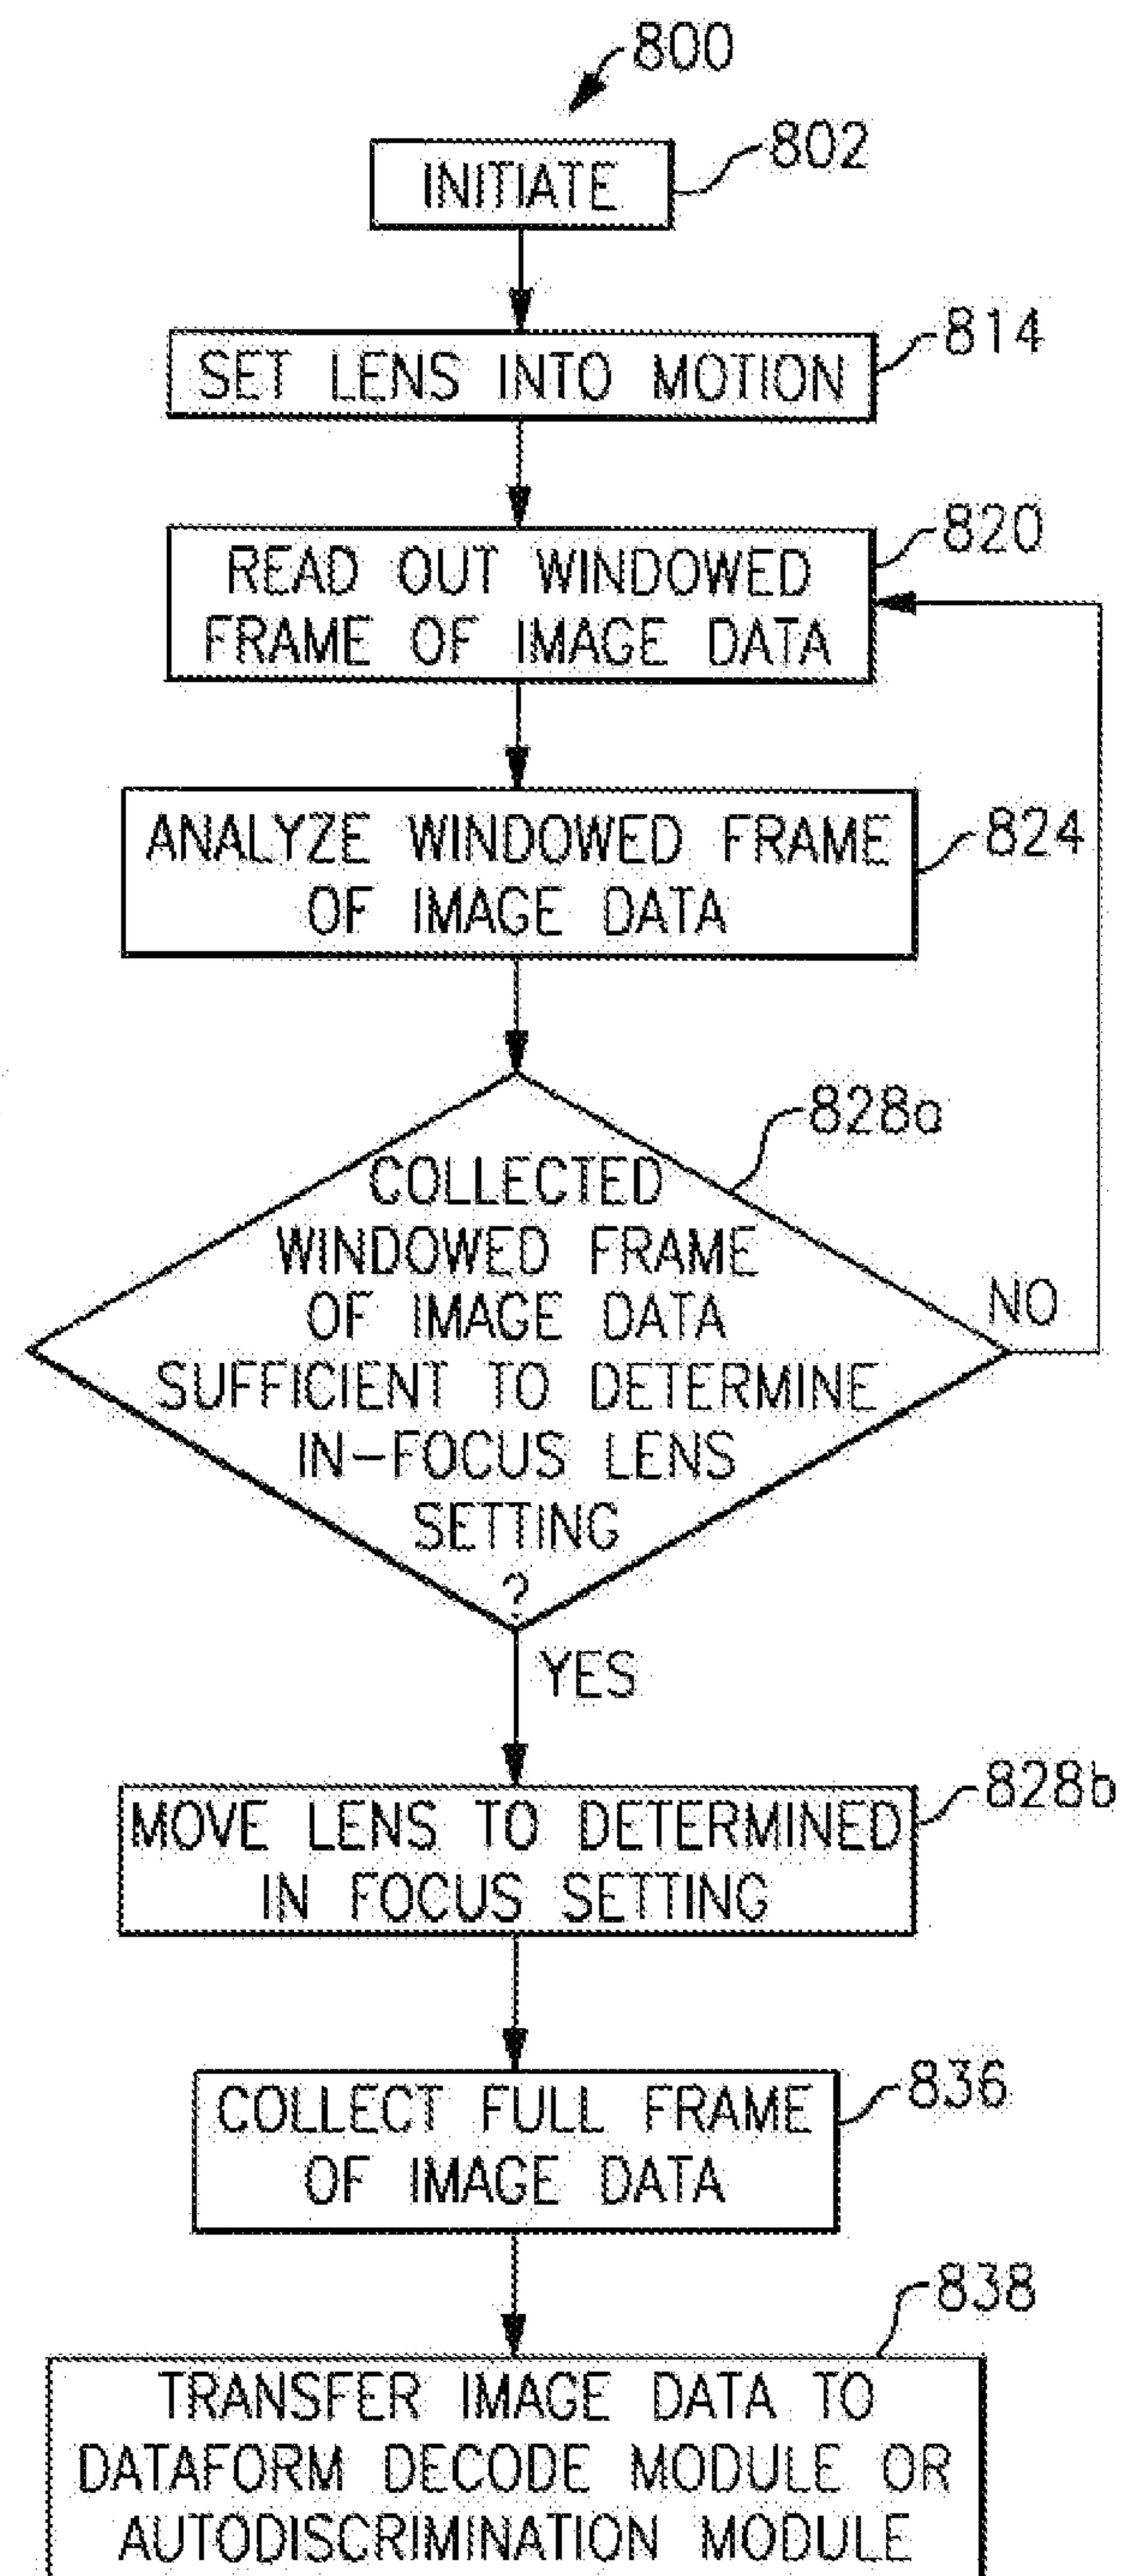 800
INITIATE
802
SET LENS INTO MOTION
814
READ OUT WINDOWED
FRAME OF IMAGE DATA
820
ANALYZE WINDOWED FRAME
OF IMAGE DATA
824
COLLECTED
WINDOWED FRAME
OF IMAGE DATA
SUFFICIENT TO DETERMINE
IN-FOCUS LENS
SETTING
?
828a
NO
YES
MOVE LENS TO DETERMINED
IN FOCUS SETTING
828b
COLLECT FULL FRAME
OF IMAGE DATA
836
838
TRANSFER IMAGE DATA TO
DATAFORM DECODE MODULE OR
AUTODISCRIMINATION MODULE